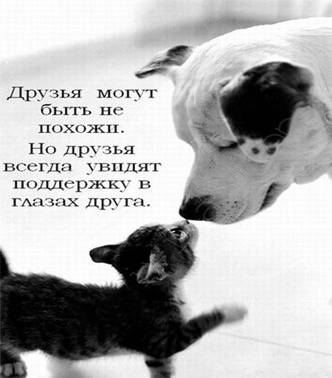 Друзья могут
быть не
похожи.
Но друзья
всегда увидят
поддержку в
глазах друга.